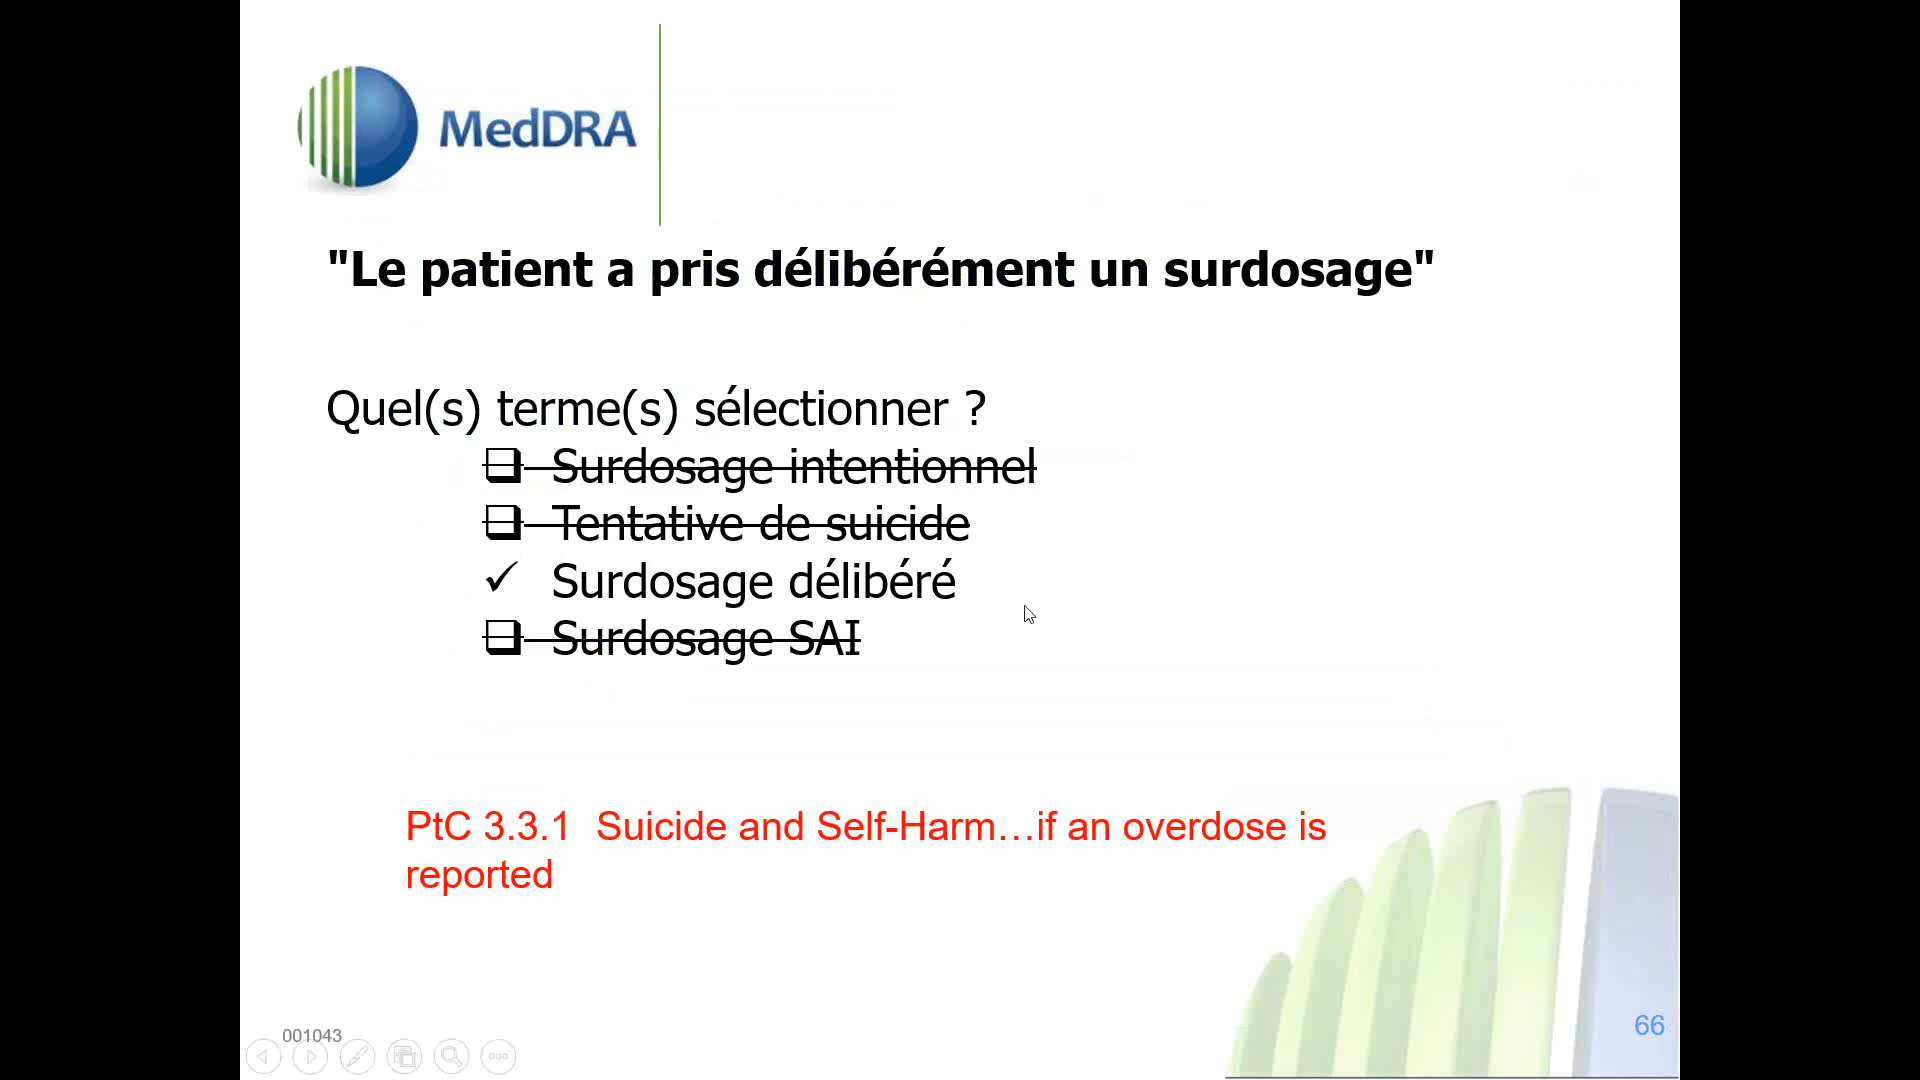 MedDRA
"Le patient a pris délibérément un surdosage"
Quel(s) terme(s) sélectionner ?
Surdosage intentionnel
Tentative de suicide
✓ Surdosage délibéré
Surdosage SAI
PtC 3.3.1 Suicide and Self-Harm…if an overdose is
reported
001043
66